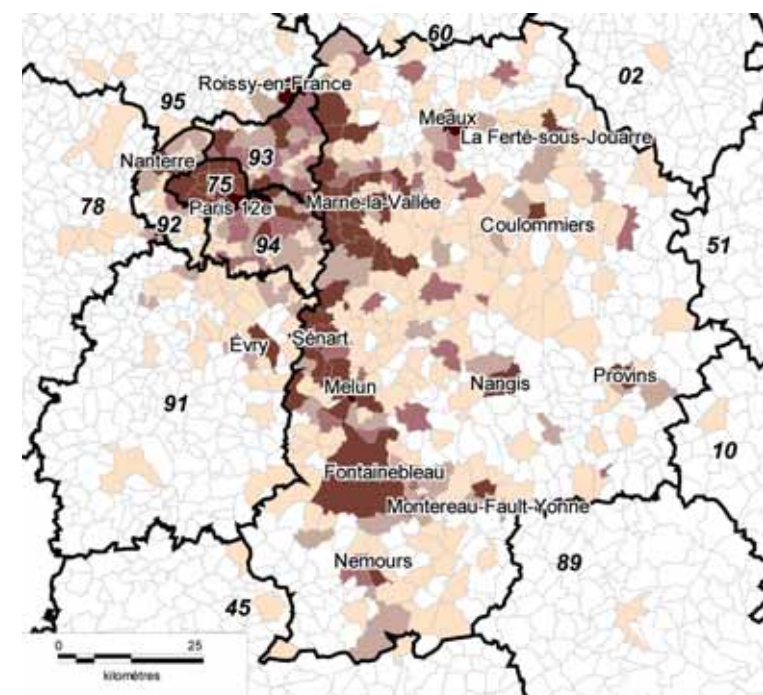 60
02
Roissy-en-France
95
Meaux
La Ferté-sous-Jouarre
Nanterre
93
75
78
Paris 12e
Marne-la-Vallée
92
Coulommiers
94
51
Évry
Sénart
Melun
Nangis
Provins
91
10
Fontainebleau
Montereau-Fault-Yonne
Nemours
89
45
0 25
kilomètres